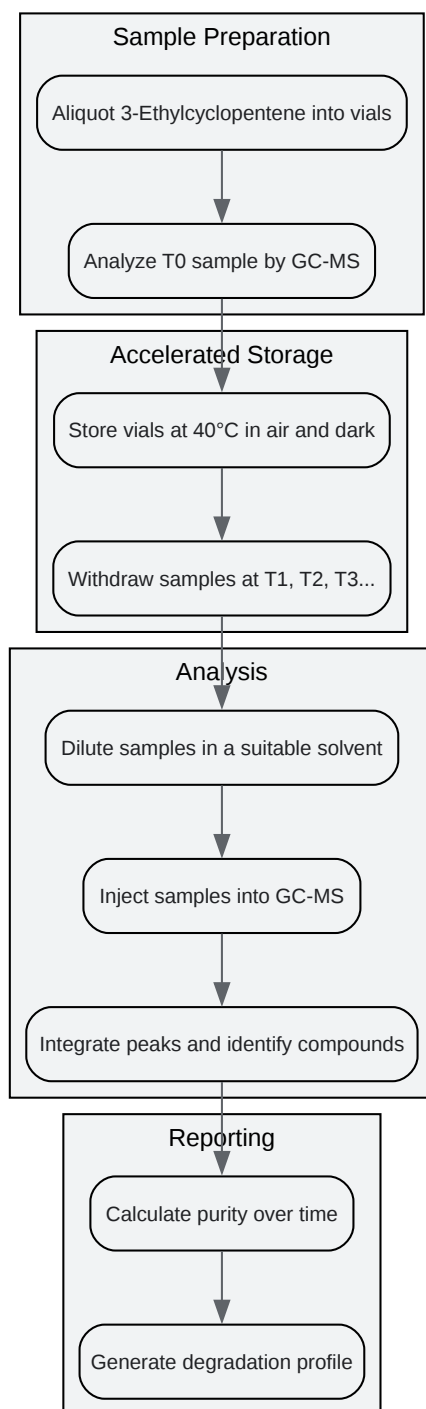 Sample Preparation
Aliquot 3-Ethylcyclopentene into vials
Analyze T0 sample by GC-MS
Accelerated Storage
Store vials at 40°C in air and dark
Withdraw samples at T1, T2, T3...
Analysis
Dilute samples in a suitable solvent
Inject samples into GC-MS
Integrate peaks and identify compounds
Reporting
Calculate purity over time
Generate degradation profile